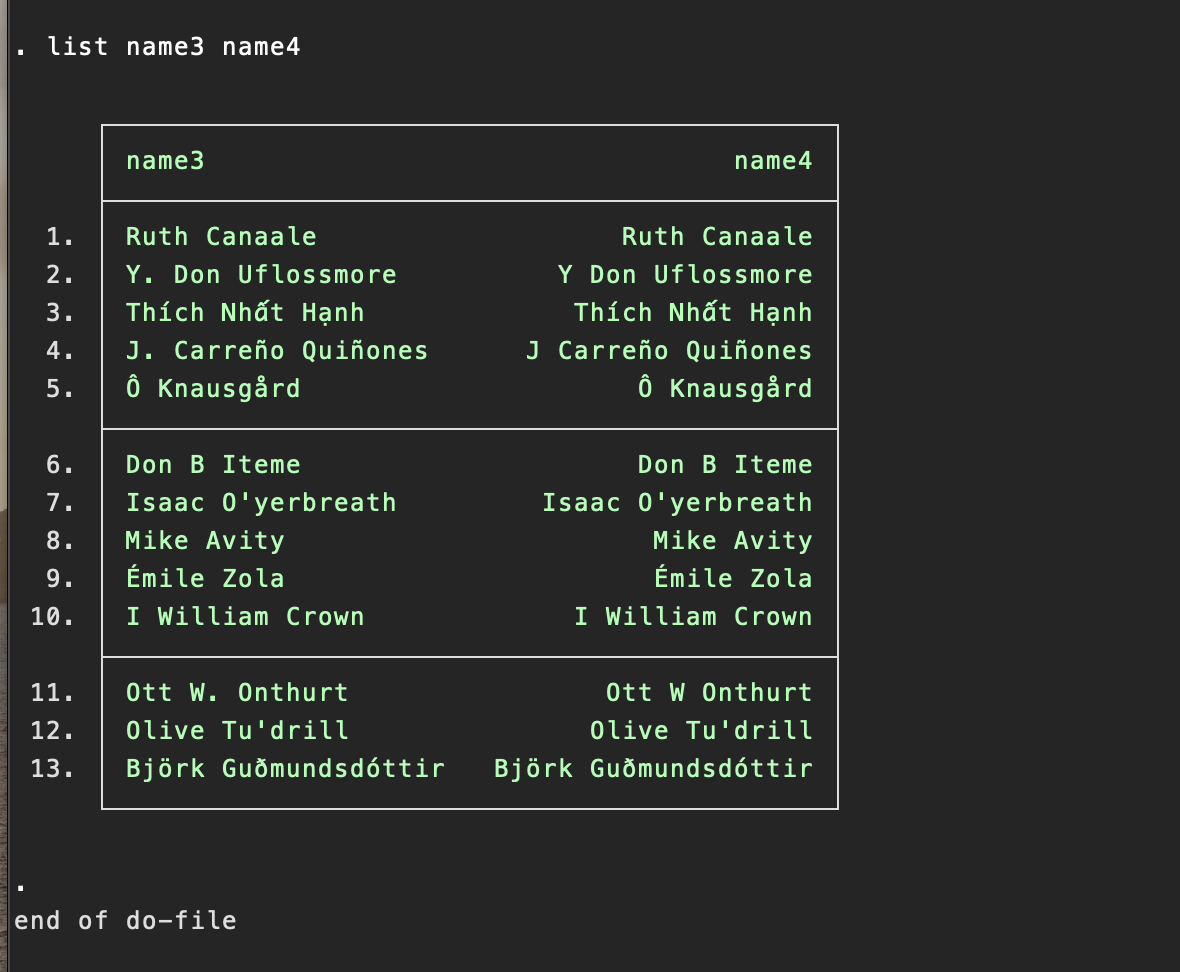 . list name3 name4
name3 name4
1. Ruth Canaale Ruth Canaale
2. Y. Don Uflossmore Y Don Uflossmore
3. Thích Nhất Hạnh Thích Nhất Hạnh
4. J. Carreño Quiñones J Carreño Quiñones
5. Ô Knausgård Ô Knausgård
6. Don B Iteme Don B Iteme
7. Isaac O'yerbreath Isaac O'yerbreath
8. Mike Avity Mike Avity
9. Émile Zola Émile Zola
10. I William Crown I William Crown
11. Ott W. Onthurt Ott W Onthurt
12. Olive Tu'drill Olive Tu'drill
13. Björk Guðmundsdóttir Björk Guðmundsdóttir
.
end of do-file